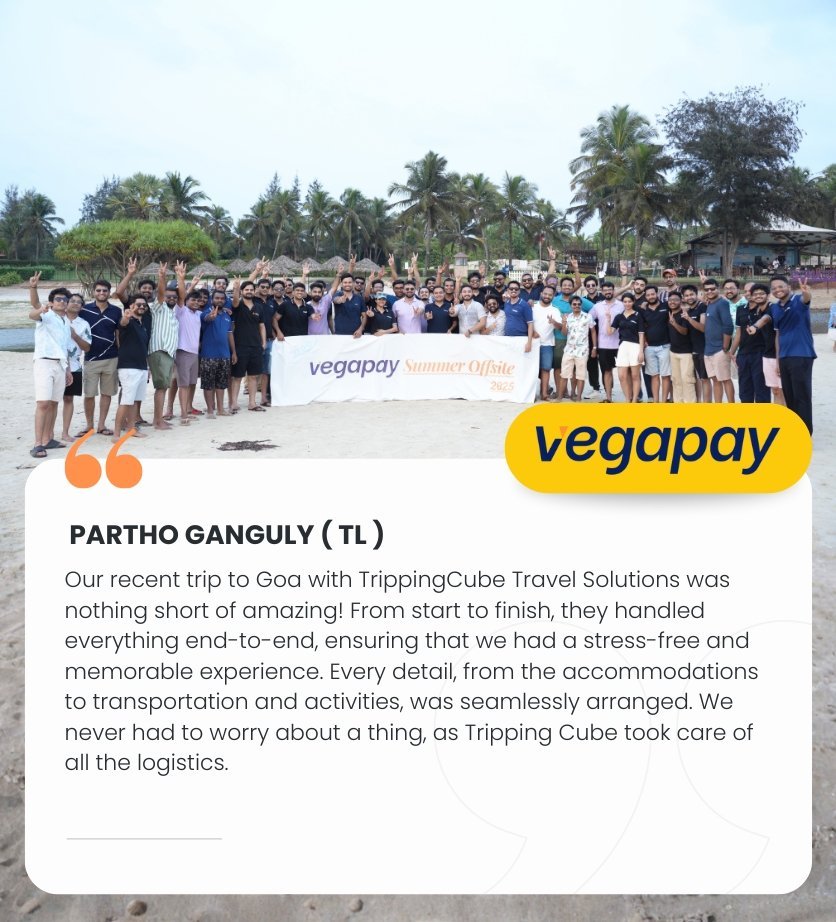 vegapay Summer Offsite
2025
vegapay
PARTHO GANGULY ( TL )
Our recent trip to Goa with TrippingCube Travel Solutions was
nothing short of amazing! From start to finish, they handled
everything end-to-end, ensuring that we had a stress-free and
memorable experience. Every detail, from the accommodations
to transportation and activities, was seamlessly arranged. We
never had to worry about a thing, as Tripping Cube took care of
all the logistics.